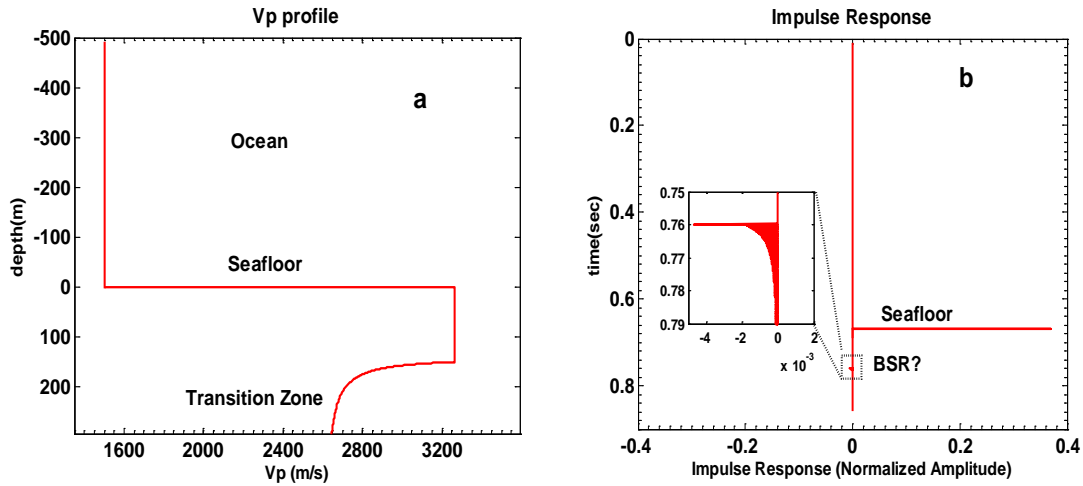 Vp profile
-500
-400
-300
-200
-100
0
100
200
depth(m)
a
Ocean
Seafloor
Transition Zone
1600
2000
2400
2800
3200
Vp (m/s)
Impulse Response
0
0.2
0.4
0.6
0.8
time(sec)
b
0.75
0.76
0.77
0.78
0.79
-4
-2
0
2
x 10-3
Seafloor
BSR?
-0.4
-0.2
0
0.2
0.4
Impulse Response (Normalized Amplitude)